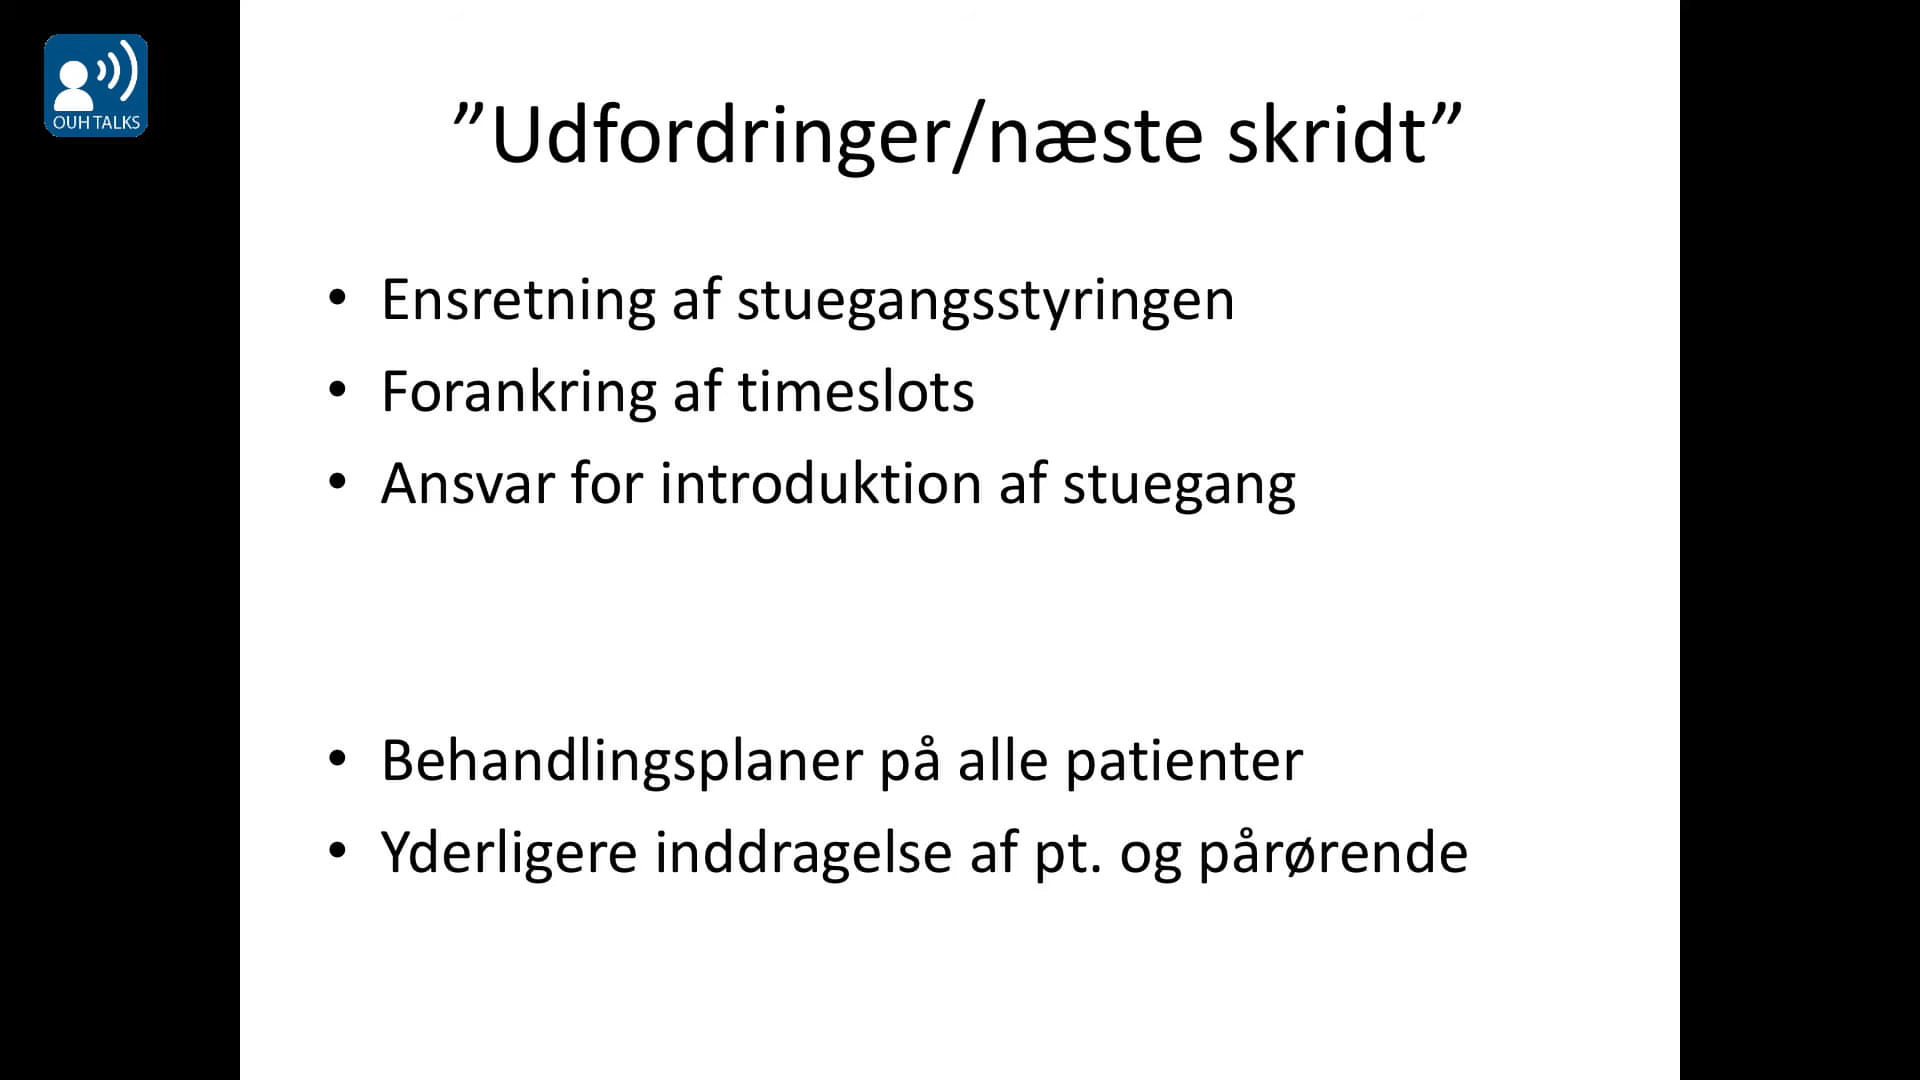 OUH TALKS
”Udfordringer/næste skridt”
• Ensretning af stuegangsstyringen
• Forankring af timeslots
• Ansvar for introduktion af stuegang
• Behandlingsplaner på alle patienter
• Yderligere inddragelse af pt. og pårørende